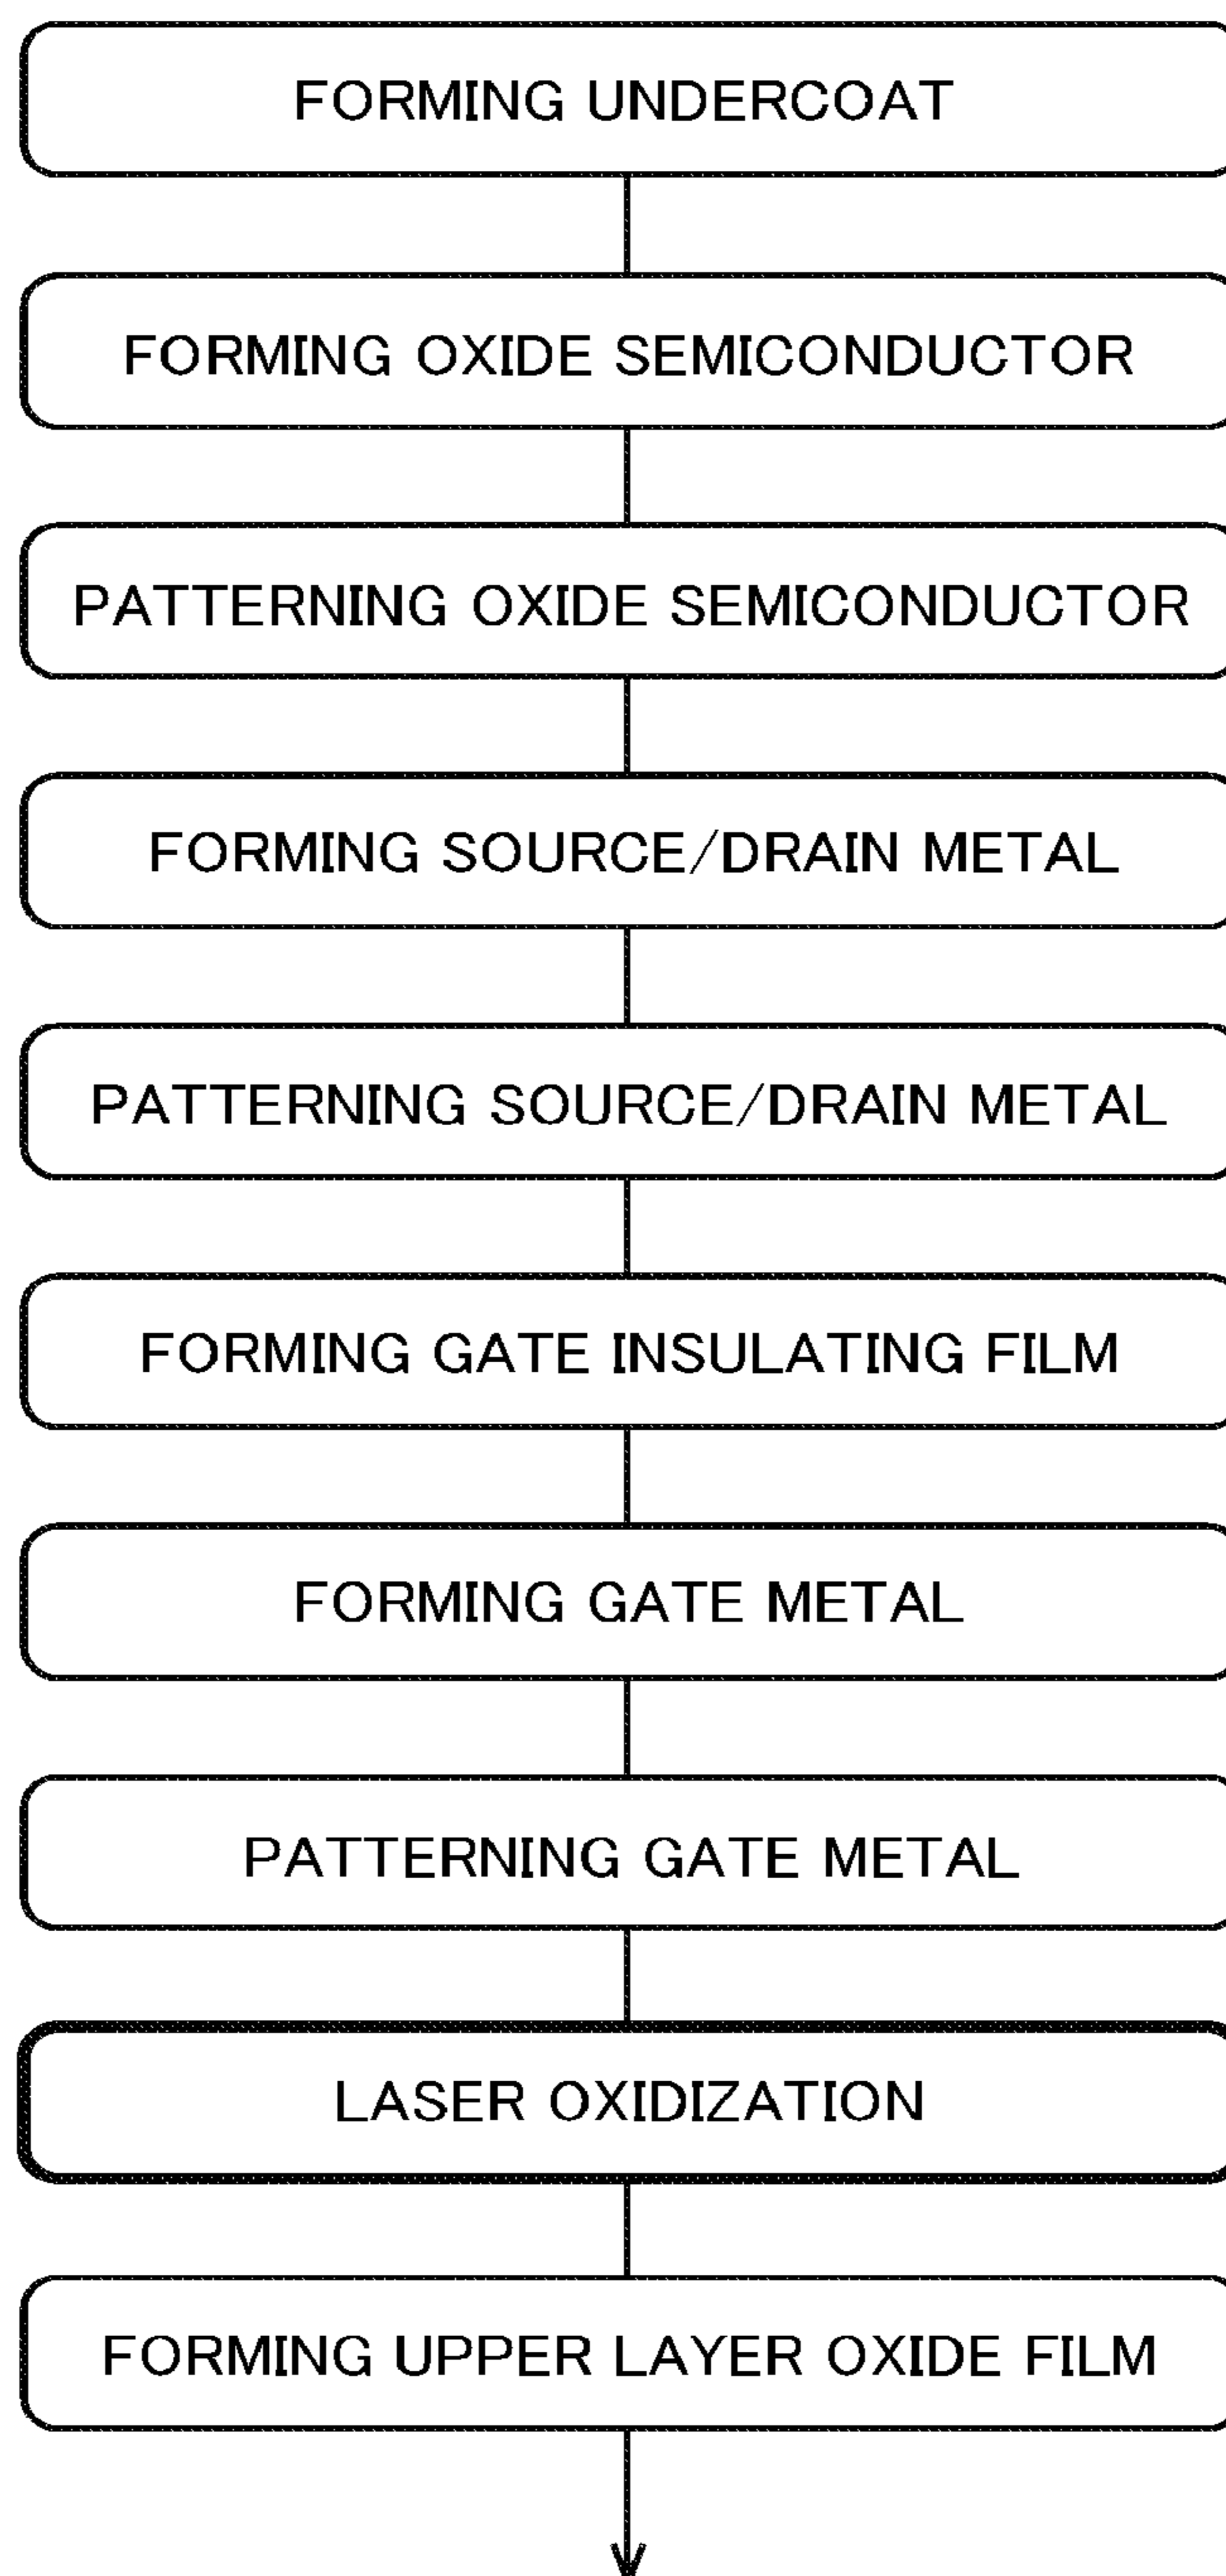 FORMING UNDERCOAT
FORMING OXIDE SEMICONDUCTOR
PATTERNING OXIDE SEMICONDUCTOR
FORMING SOURCE/DRAIN METAL
PATTERNING SOURCE/DRAIN METAL
FORMING GATE INSULATING FILM
FORMING GATE METAL
PATTERNING GATE METAL
LASER OXIDIZATION
FORMING UPPER LAYER OXIDE FILM